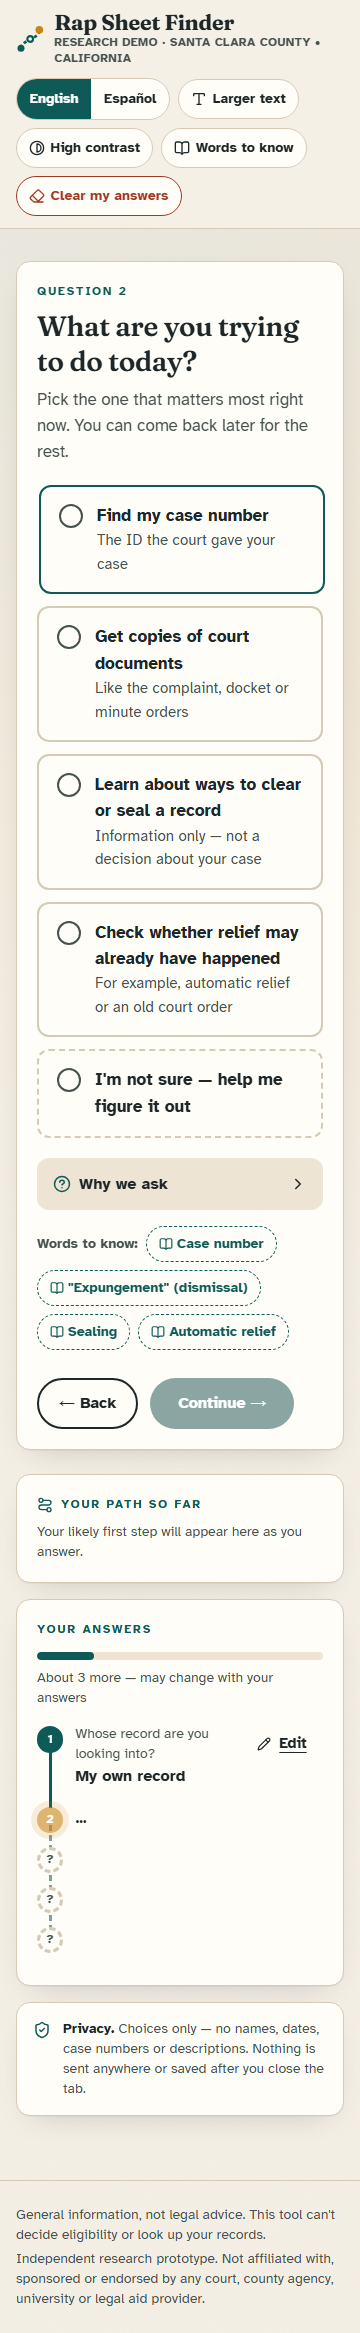 Rap Sheet Finder
RESEARCH DEMO · SANTA CLARA COUNTY •
CALIFORNIA
English
Español
Larger text
High contrast
Words to know
Clear my answers
QUESTION 2
What are you trying
to do today?
Pick the one that matters most right
now. You can come back later for the
rest.
Find my case number
The ID the court gave your
case
Get copies of court
documents
Like the complaint, docket or
minute orders
Learn about ways to clear
or seal a record
Information only — not a
decision about your case
Check whether relief may
already have happened
For example, automatic relief
or an old court order
I'm not sure — help me
figure it out
Why we ask
Words to know:
Case number
"Expungement" (dismissal)
Sealing
Automatic relief
← Back
Continue →
YOUR PATH SO FAR
Your likely first step will appear here as you
answer.
YOUR ANSWERS
About 3 more — may change with your
answers
1
Whose record are you
looking into?
My own record
Edit
2
...
?
?
?
Privacy. Choices only — no names, dates,
case numbers or descriptions. Nothing is
sent anywhere or saved after you close the
tab.
General information, not legal advice. This tool can't
decide eligibility or look up your records.
Independent research prototype. Not affiliated with,
sponsored or endorsed by any court, county agency,
university or legal aid provider.